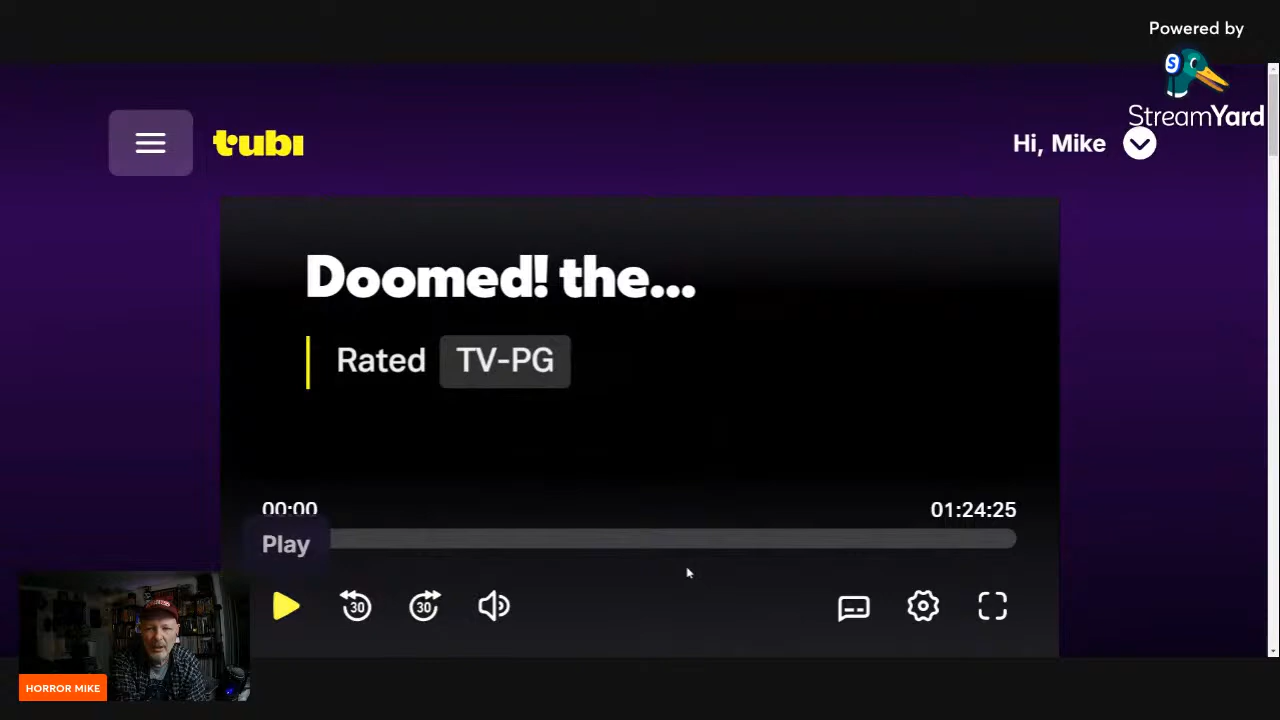 Powered by
StreamYard
tubi
Hi, Mike
Doomed! the...
Rated TV-PG
00:00
01:24:25
Play
30
30
HORROR MIKE